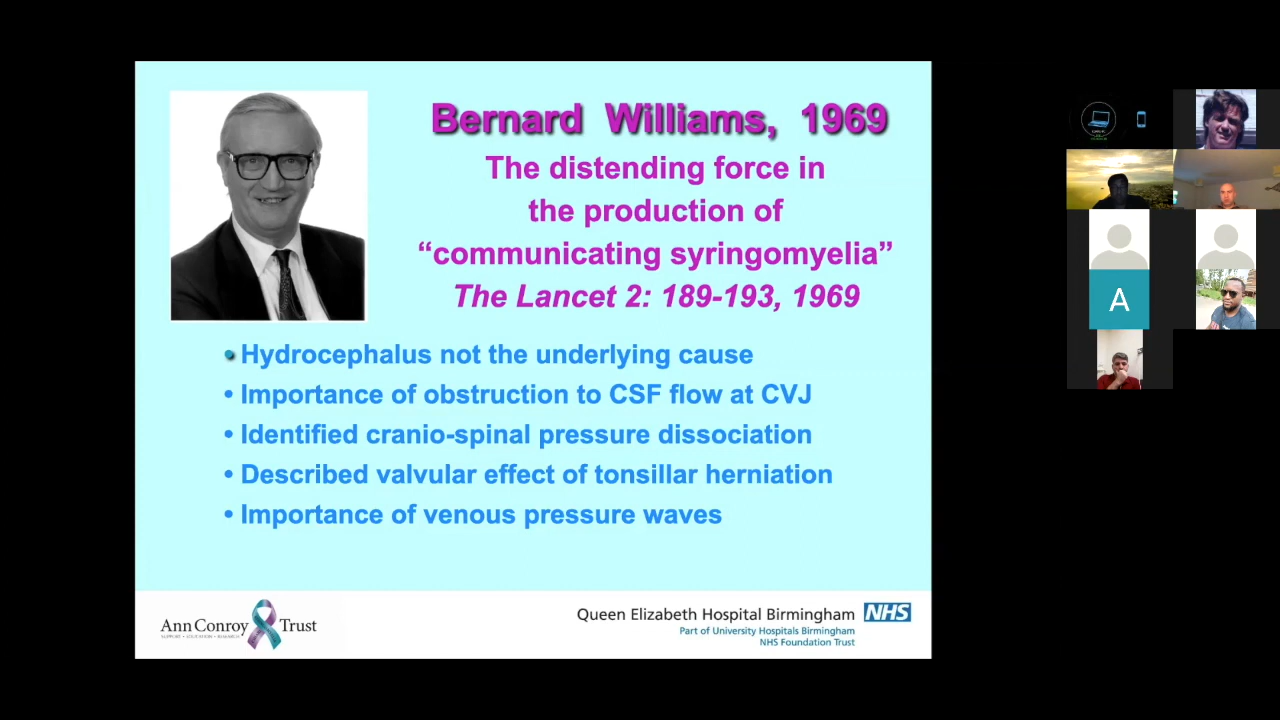 Bernard Williams, 1969
The distending force in
the production of
“communicating syringomyelia”
The Lancet 2: 189-193, 1969
• Hydrocephalus not the underlying cause
• Importance of obstruction to CSF flow at CVJ
• Identified cranio-spinal pressure dissociation
• Described valvular effect of tonsillar herniation
• Importance of venous pressure waves
Ann Conroy Trust
SUPPORT • EDUCATION • RESEARCH
Queen Elizabeth Hospital Birmingham NHS
Part of University Hospitals Birmingham
NHS Foundation Trust
A